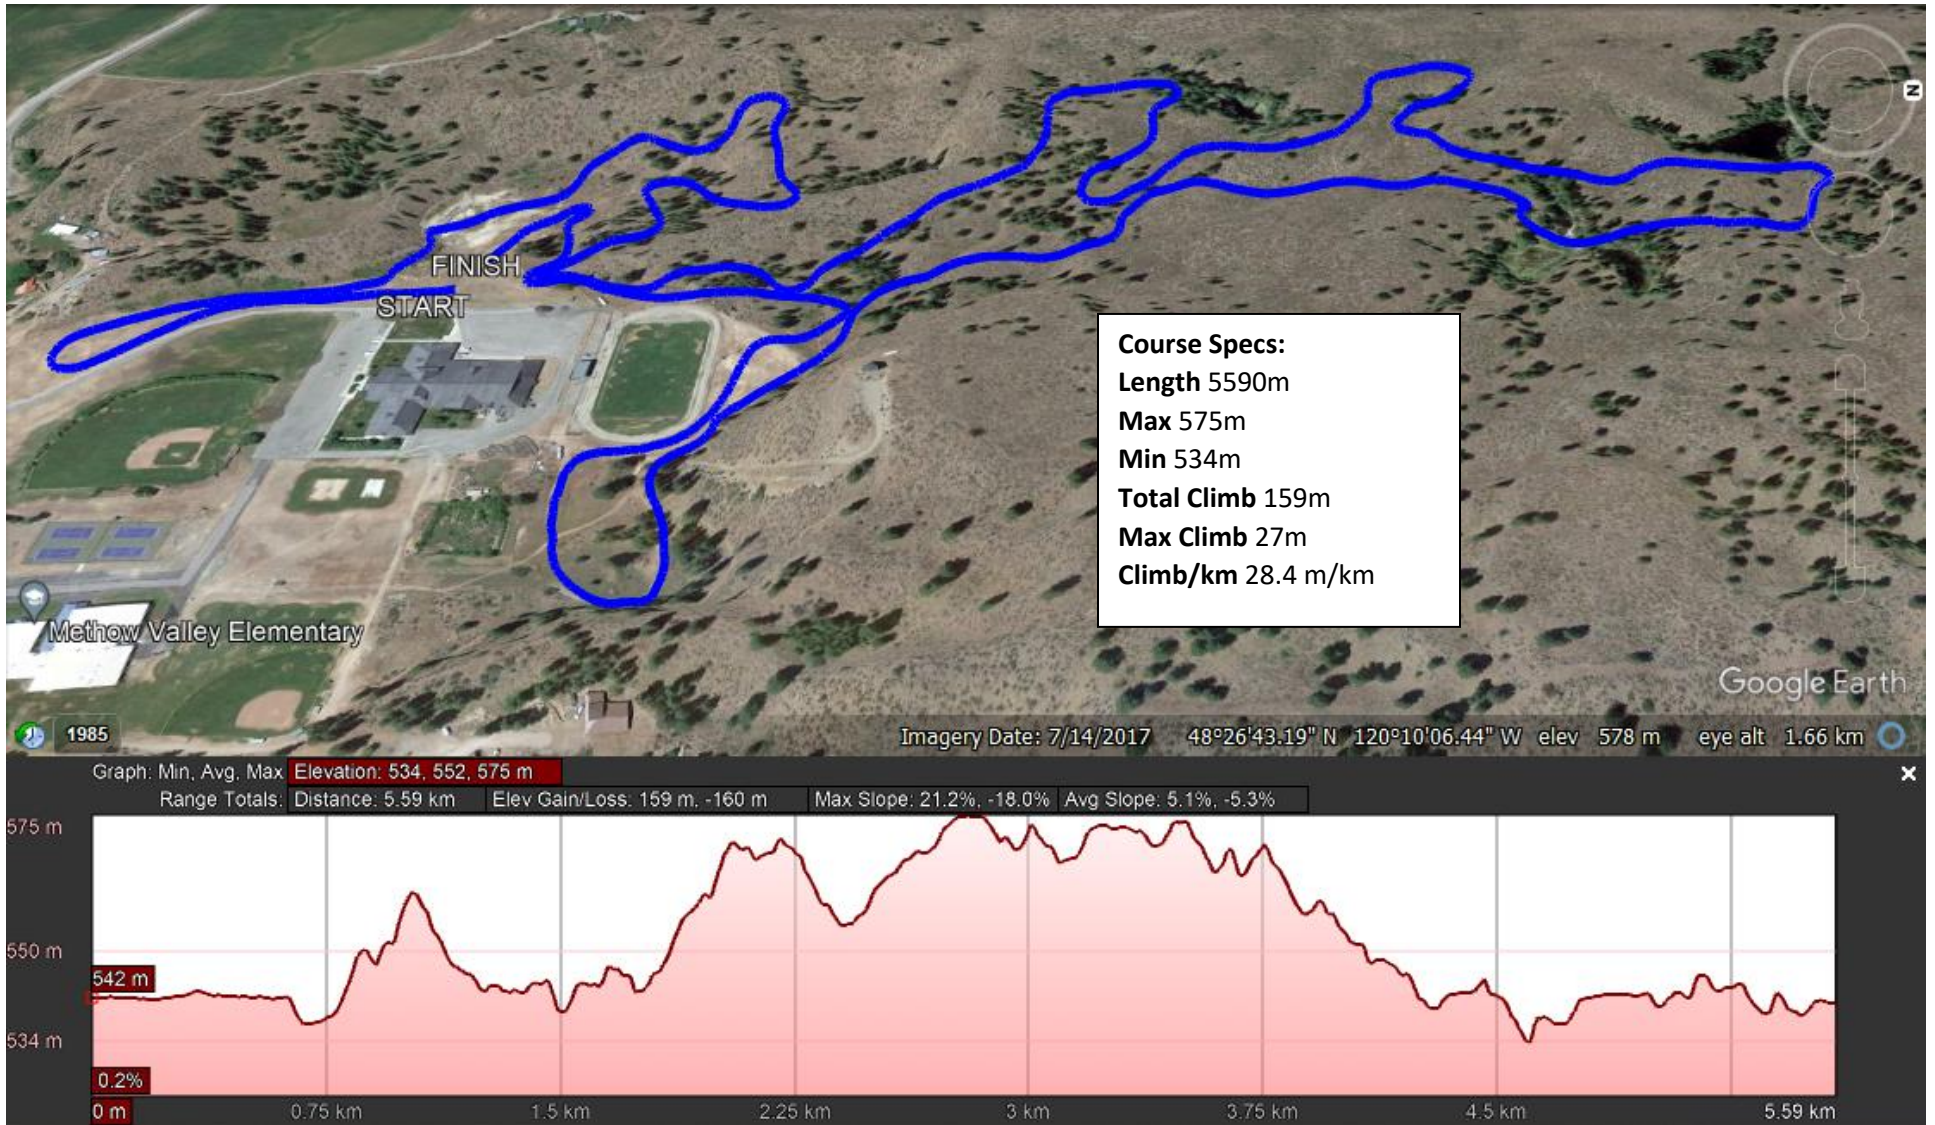 N
FINISH
START
Course Specs:
Length 5590m
Max 575m
Min 534m
Total Climb 159m
Max Climb 27m
Climb/km 28.4 m/km
Methow Valley Elementary
Google Earth
1985
Imagery Date: 7/14/2017 48°26'43.19" N 120°10'06.44" W elev 578 m eye alt 1.66 km
Graph: Min, Avg, Max Elevation: 534, 552, 575 m
Range Totals: Distance: 5.59 km Elev Gain/Loss: 159 m, -160 m Max Slope: 21.2%, -18.0% Avg Slope: 5.1%, -5.3%
575 m
550 m
542 m
534 m
0.2%
0 m 0.75 km 1.5 km 2.25 km 3 km 3.75 km 4.5 km 5.59 km